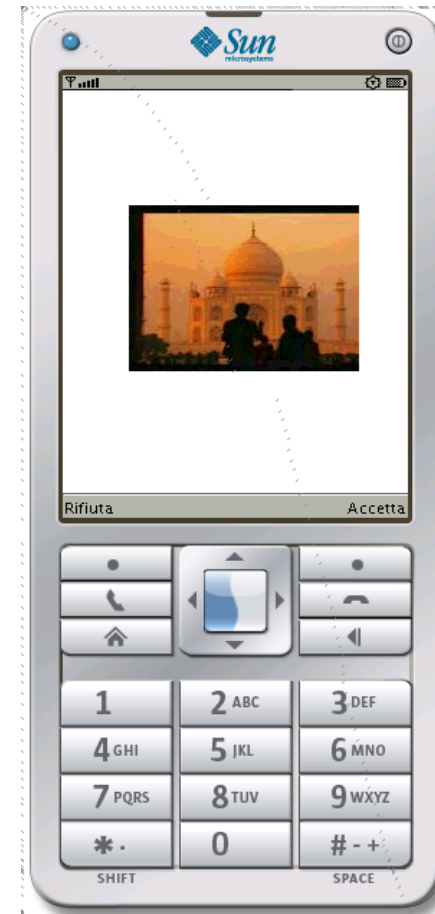 Sun
microsystems
Rifiuta Accetta
1 2 ABC 3 DEF
4 GHI 5 JKL 6 MNO
7 PQRS 8 TUV 9 WXYZ
* . 0 # - +
SHIFT SPACE